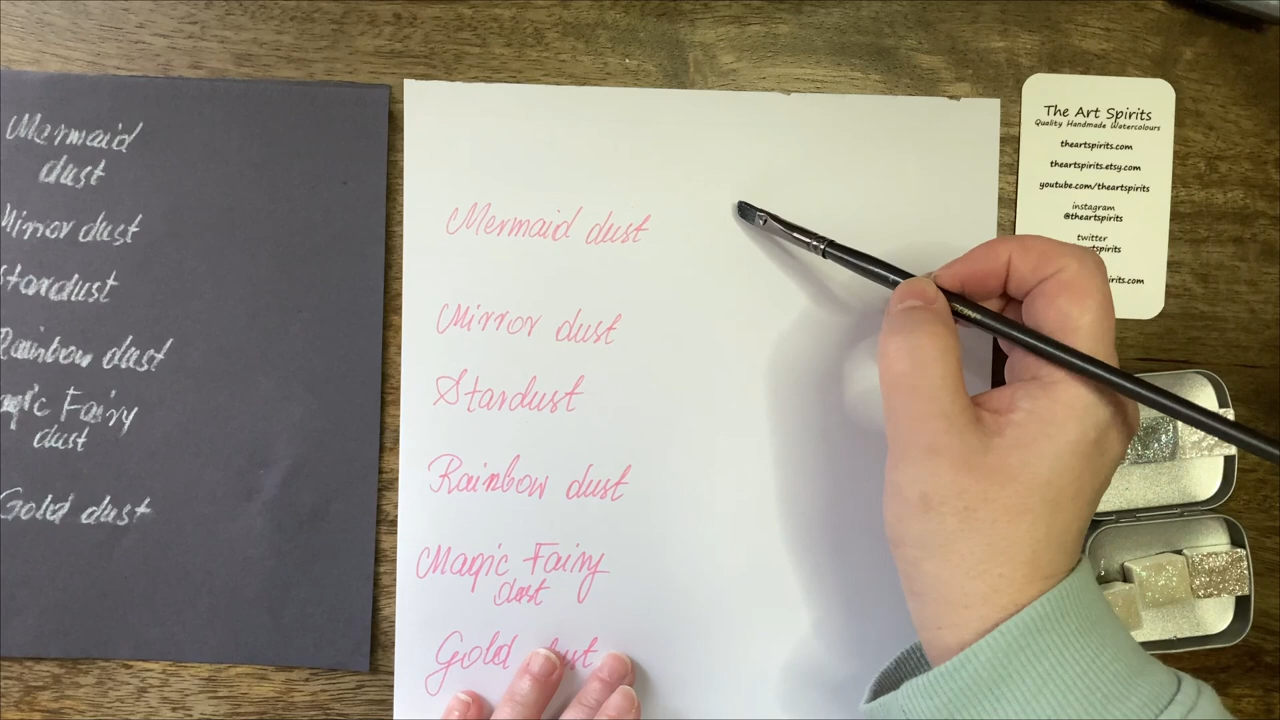 Mermaid
dust
Mirror dust
Stardust
Rainbow dust
Magic Fairy
dust
Gold dust
Mermaid dust
Mirror dust
Stardust
Rainbow dust
Magic Fairy
dust
Gold dust
The Art Spirits
Quality Handmade Watercolours
theartspirits.com
theartspirits.etsy.com
youtube.com/theartspirits
instagram
@theartspirits
twitter